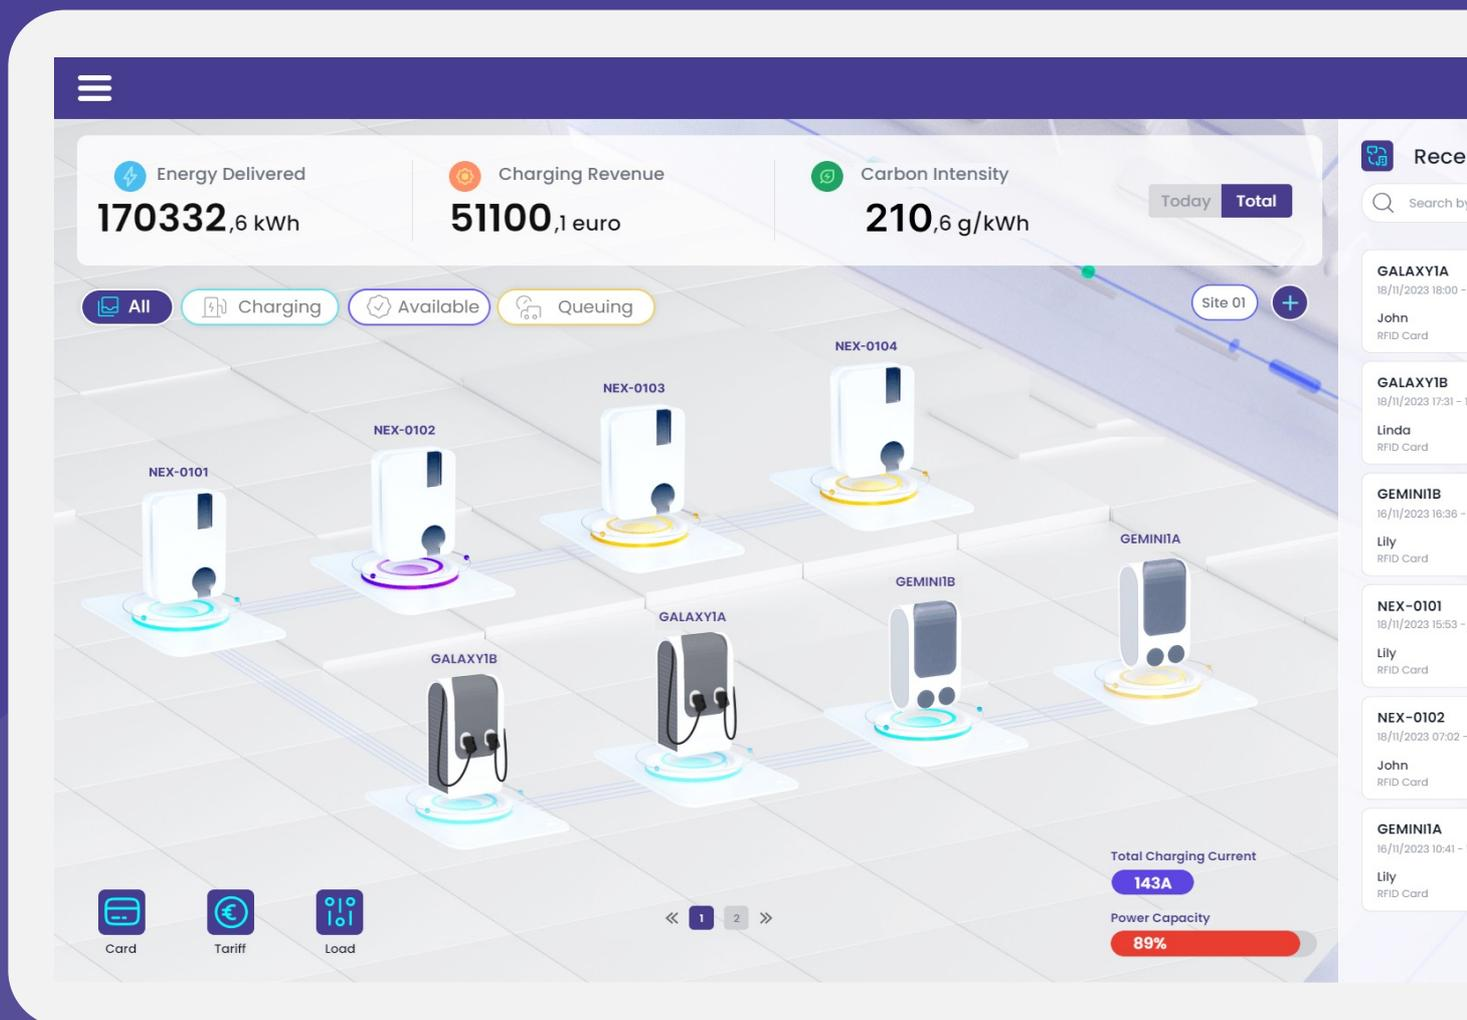 Energy Delivered
170332,6 kWh
Charging Revenue
51100,1 euro
Carbon Intensity
210,6 g/kWh
Today
Total
All
Charging
Available
Queuing
Site 01
NEX-0101
NEX-0102
NEX-0103
NEX-0104
GALAXY1B
GALAXY1A
GEMINI1B
GEMINI1A
Card
Tariff
Load
1
2
Total Charging Current
143A
Power Capacity
89%
Rece
Search by
GALAXY1A
18/11/2023 18:00 -
John
RFID Card
GALAXY1B
18/11/2023 17:31 - 1
Linda
RFID Card
GEMINI1B
16/11/2023 16:36 -
Lily
RFID Card
NEX-0101
18/11/2023 15:53 -
Lily
RFID Card
NEX-0102
18/11/2023 07:02 -
John
RFID Card
GEMINI1A
16/11/2023 10:41 -
Lily
RFID Card